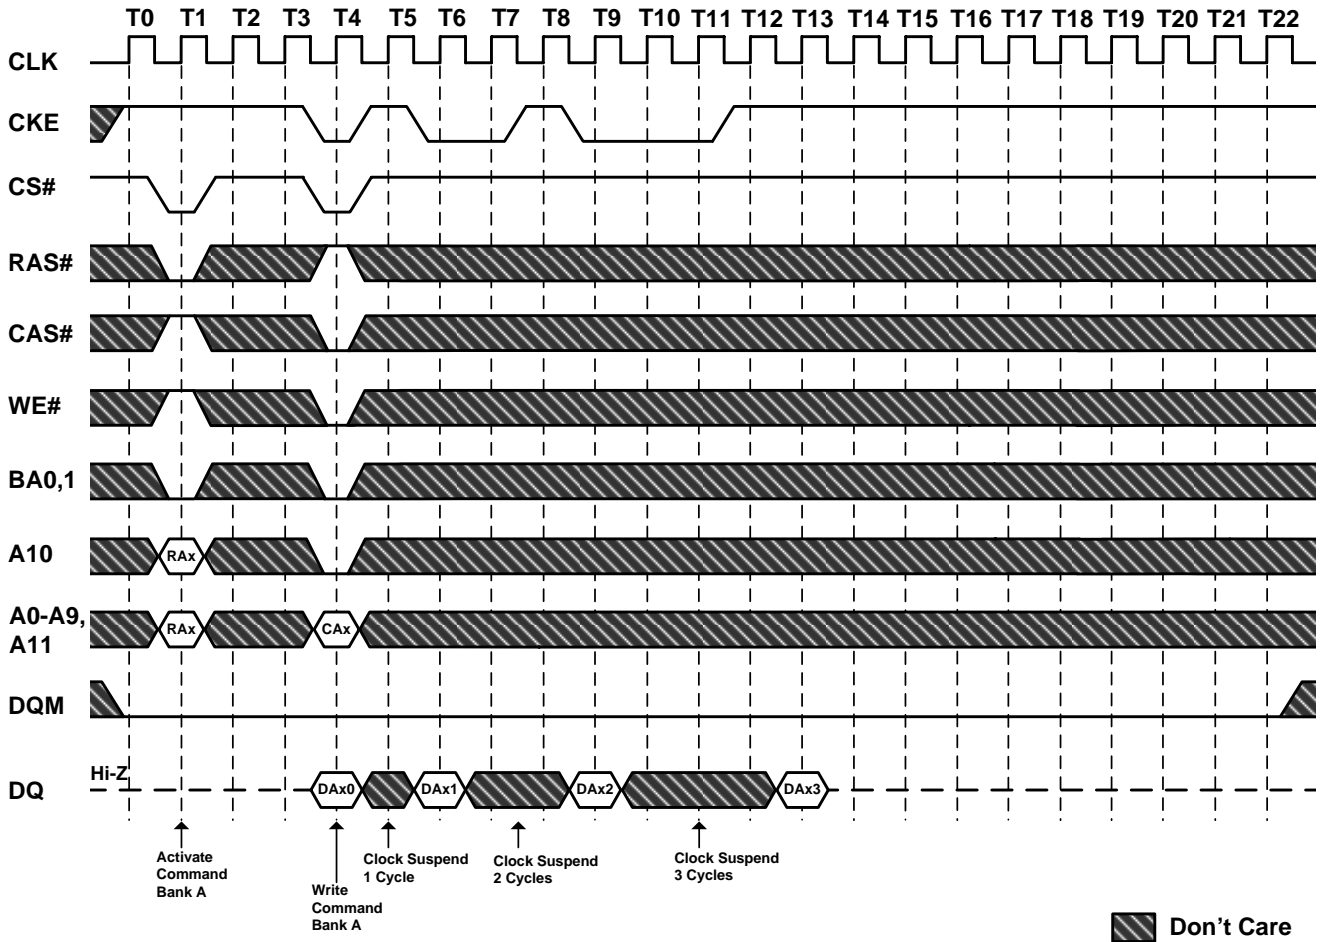 T0 T1 T2 T3 T4 T5 T6 T7 T8 T9 T10 T11 T12 T13 T14 T15 T16 T17 T18 T19 T20 T21 T22
CLK
CKE
CS#
RAS#
CAS#
WE#
BA0,1
A10
RAx
A0-A9,
A11
RAx CAx
DQM
Hi-Z
DQ
DAx0 DAx1 DAx2 DAx3
Activate
Command
Bank A
Write
Command
Bank A
Clock Suspend
1 Cycle
Clock Suspend
2 Cycles
Clock Suspend
3 Cycles
Don't Care